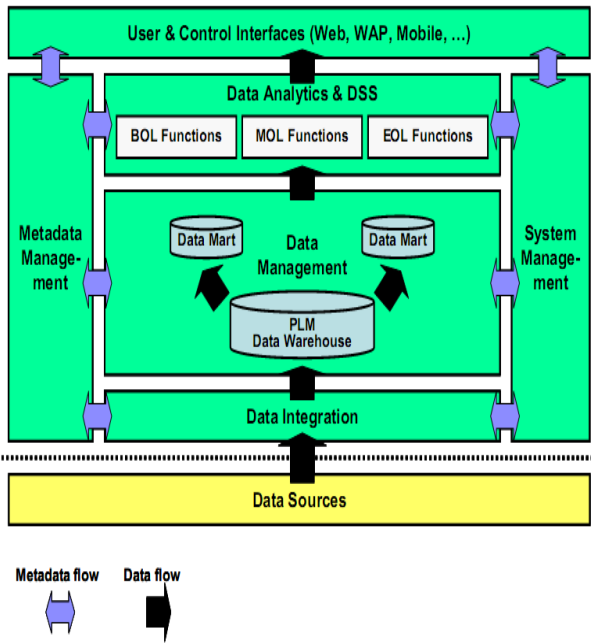 User & Control Interfaces (Web, WAP, Mobile, ...)
Data Analytics & DSS
BOL Functions
MOL Functions
EOL Functions
Metadata
Manage-
ment
Data Mart
Data
Management
Data Mart
System
Manage-
ment
PLM
Data Warehouse
Data Integration
Data Sources
Metadata flow
Data flow